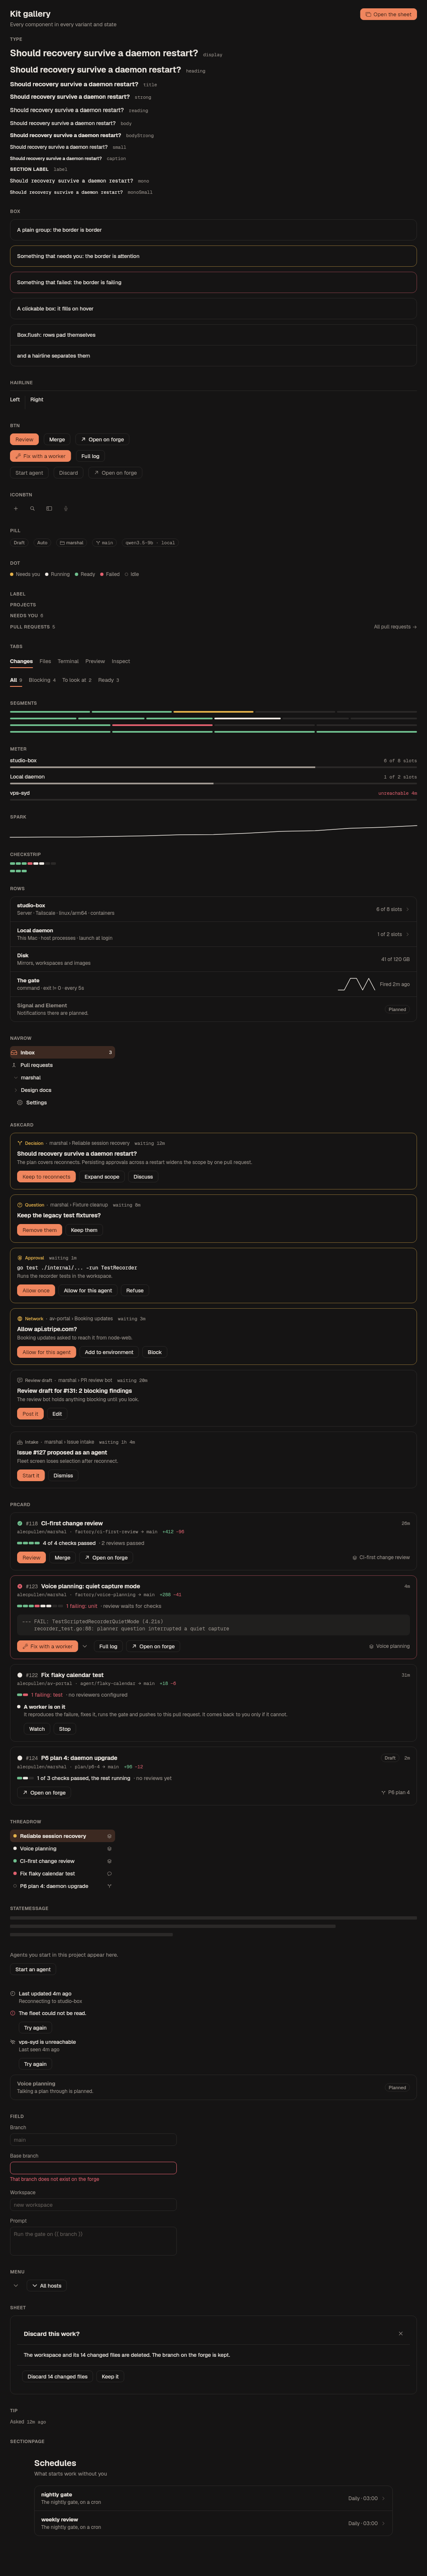 Kit gallery
Every component in every variant and state
Open the sheet
TYPE
Should recovery survive a daemon restart? display
Should recovery survive a daemon restart? heading
Should recovery survive a daemon restart? title
Should recovery survive a daemon restart? strong
Should recovery survive a daemon restart? reading
Should recovery survive a daemon restart? body
Should recovery survive a daemon restart? bodyStrong
Should recovery survive a daemon restart? small
Should recovery survive a daemon restart? caption
SECTION LABEL label
Should recovery survive a daemon restart? mono
Should recovery survive a daemon restart? monoSmall
BOX
A plain group: the border is border
Something that needs you: the border is attention
Something that failed: the border is failing
A clickable box: it fills on hover
Box.flush: rows pad themselves
and a hairline separates them
HAIRLINE
Left Right
BTN
Review Merge Open on forge
Fix with a worker Full log
Start agent Discard Open on forge
ICONBTN
PILL
Draft Auto marshal main qwen3.5-9b · local
DOT
Needs you Running Ready Failed Idle
LABEL
PROJECTS
NEEDS YOU 6
PULL REQUESTS 5 All pull requests →
TABS
Changes Files Terminal Preview Inspect
All 9 Blocking 4 To look at 2 Ready 3
SEGMENTS
METER
studio-box 6 of 8 slots
Local daemon 1 of 2 slots
vps-syd unreachable 4m
SPARK
CHECKSTRIP
ROWS
studio-box
Server · Tailscale · linux/arm64 · containers
6 of 8 slots
Local daemon
This Mac · host processes · launch at login
1 of 2 slots
Disk
Mirrors, workspaces and images
41 of 120 GB
The gate
command · exit != 0 · every 5s
Fired 2m ago
Signal and Element
Notifications there are planned.
Planned
NAVROW
Inbox 3
Pull requests
marshal
Design docs
Settings
ASKCARD
Decision · marshal › Reliable session recovery waiting 12m
Should recovery survive a daemon restart?
The plan covers reconnects. Persisting approvals across a restart widens the scope by one pull request.
Keep to reconnects Expand scope Discuss
Question · marshal › Fixture cleanup waiting 8m
Keep the legacy test fixtures?
Remove them Keep them
Approval waiting 2m
go test ./internal/... -run TestRecorder
Runs the recorder tests in the workspace.
Allow once Allow for this agent Refuse
Network · av-portal › Booking updates waiting 3m
Allow api.stripe.com?
Booking updates asked to reach it from node-web.
Allow for this agent Add to environment Block
Review draft · marshal › PR review bot waiting 20m
Review draft for #131: 2 blocking findings
The review bot holds anything blocking until you look.
Post it Edit
Intake · marshal › Issue intake waiting 1h 4m
Issue #127 proposed as an agent
Fleet screen loses selection after reconnect.
Start it Dismiss
PRCARD
#118 CI-first change review
alexpullen/marshal · factory/ci-first-review → main +412 -88
4 of 4 checks passed · 2 reviews passed
Review Merge Open on forge
CI-first change review
#123 Voice planning: quiet capture mode
alexpullen/marshal · factory/voice-planning → main +268 -41
1 failing: unit · review waits for checks
--- FAIL: TestScriptedRecorderQuietMode (4.21s)
recorder_test.go:88: planner question interrupted a quiet capture
Fix with a worker Full log Open on forge
Voice planning
#122 Fix flaky calendar test 31m
alexpullen/av-portal · agent/flaky-calendar → main
1 failing: test · no reviewers configured
A worker is on it
It reproduces the failure, fixes it, runs the gate and pushes to this pull request. It comes back to you only if it cannot.
Watch Stop
#124 P6 plan 4: daemon upgrade Draft 2m
alexpullen/marshal · plan/p6-4 → main +98 -12
1 of 3 checks passed, the rest running · no reviews yet
Open on forge
P6 plan 4
THREADROW
Reliable session recovery
Voice planning
CI-first change review
Fix flaky calendar test
P6 plan 4: daemon upgrade
STATEMESSAGE
Agents you start in this project appear here.
Start an agent
Last updated 4m ago
Reconnecting to studio-box
The fleet could not be read.
Try again
vps-syd is unreachable
Last seen 4m ago
Try again
Voice planning
Talking a plan through is planned.
Planned
FIELD
Branch
main
Base branch
That branch does not exist on the forge
Workspace
new workspace
Prompt
Run the gate on {{ branch }}
MENU
All hosts
SHEET
Discard this work?
The workspace and its 14 changed files are deleted. The branch on the forge is kept.
Discard 14 changed files Keep it
TIP
Asked 12m ago
SECTIONPAGE
Schedules
What starts work without you
nightly gate
The nightly gate, on a cron
Daily · 03:00
weekly review
The nightly gate, on a cron
Daily · 03:00